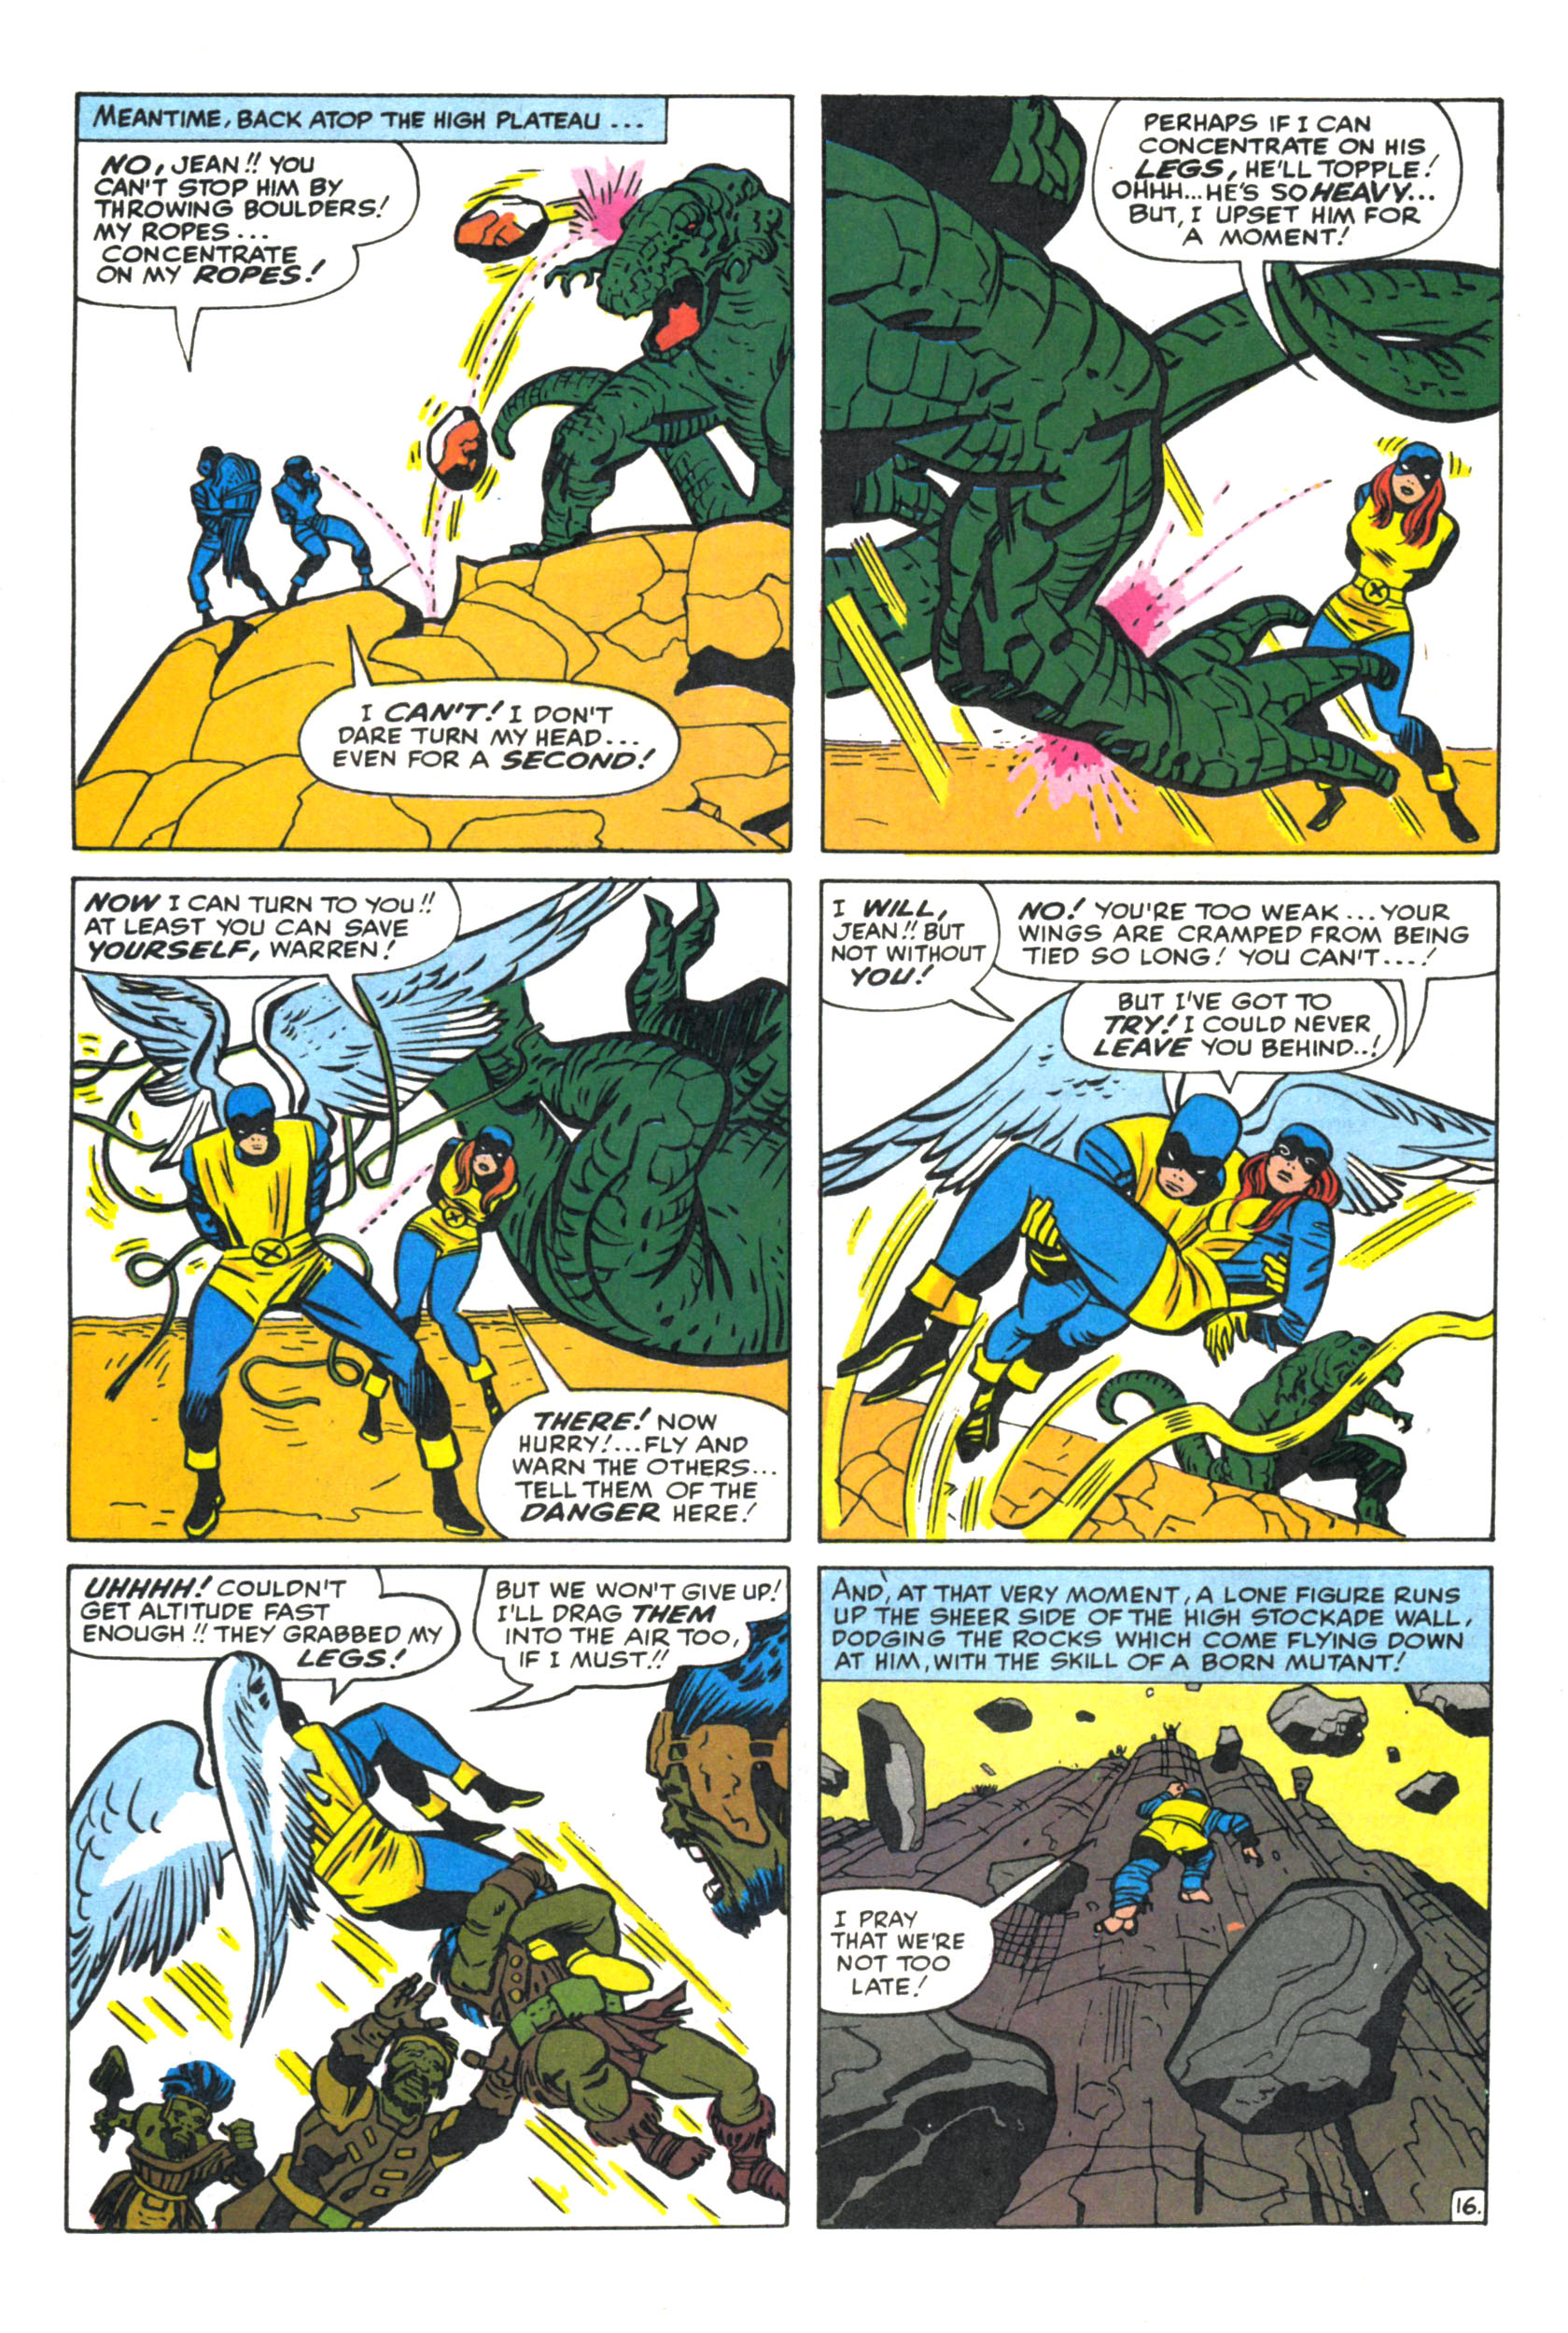 MEANTIME, BACK ATOP THE HIGH PLATEAU ...
NO, JEAN!! YOU
CAN'T STOP HIM BY
THROWING BOULDERS!
MY ROPES...
CONCENTRATE
ON MY ROPES!
I CAN'T! I DON'T
DARE TURN MY HEAD...
EVEN FOR A SECOND!
PERHAPS IF I CAN
CONCENTRATE ON HIS
LEGS, HE'LL TOPPLE!
OHHH...HE'S SO HEAVY...
BUT, I UPSET HIM FOR
A MOMENT!
NOW I CAN TURN TO YOU!!
AT LEAST YOU CAN SAVE
YOURSELF, WARREN!
THERE! NOW
HURRY!...FLY AND
WARN THE OTHERS...
TELL THEM OF THE
DANGER HERE!
I WILL,
JEAN!! BUT
NOT WITHOUT
YOU!
NO! YOU'RE TOO WEAK...YOUR
WINGS ARE CRAMPED FROM BEING
TIED SO LONG! YOU CAN'T....!
BUT I'VE GOT TO
TRY! I COULD NEVER
LEAVE YOU BEHIND..!
UHHHH! COULDN'T
GET ALTITUDE FAST
ENOUGH!! THEY GRABBED MY
LEGS!
BUT WE WON'T GIVE UP!
I'LL DRAG THEM
INTO THE AIR TOO,
IF I MUST!!
AND, AT THAT VERY MOMENT, A LONE FIGURE RUNS
UP THE SHEER SIDE OF THE HIGH STOCKADE WALL,
DODGING THE ROCKS WHICH COME FLYING DOWN
AT HIM, WITH THE SKILL OF A BORN MUTANT!
I PRAY
THAT WE'RE
NOT TOO
LATE!
16.